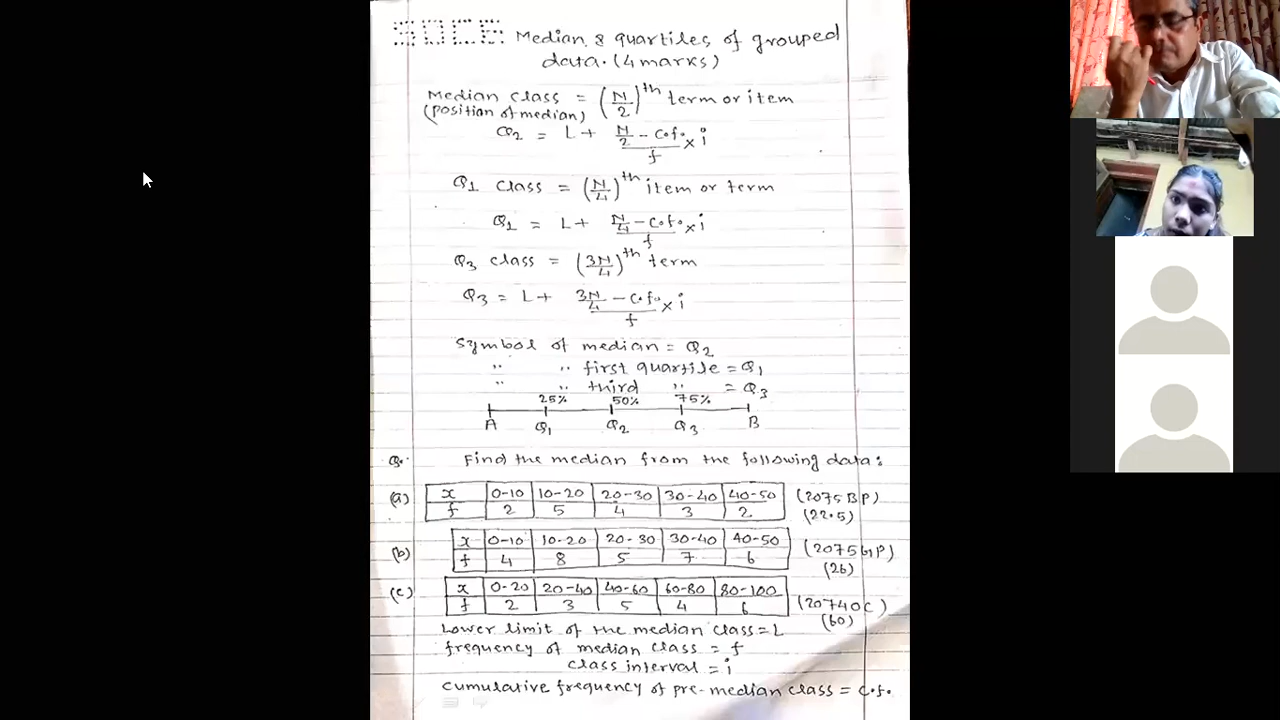 SOCE Median & quartiles of grouped
data. (4 marks)
Median class = (N/2)th term or item
(position of median)
Q2 = L + N/2 - c.f. / f × i
Q1 class = (N/4)th item or term
Q1 = L + N/4 - c.f. / f × i
Q3 class = (3N/4)th term
Q3 = L + 3N/4 - c.f. / f × i
Symbol of median = Q2
" " first quartile = Q1
" " third " = Q3
25% 50% 75%
A Q1 Q2 Q3 B
Q. Find the median from the following data:
(a) x 0-10 10-20 20-30 30-40 40-50 (2075 BP)
f 2 5 4 3 2 (22.5)
(b) x 0-10 10-20 20-30 30-40 40-50 (2075 GP)
f 4 8 5 7 6 (26)
(c) x 0-20 20-40 40-60 60-80 80-100 (2074 OC)
f 2 3 5 4 6 (60)
Lower limit of the median class = L
frequency of median class = f
class interval = i
cumulative frequency of pre-median class = c.f.